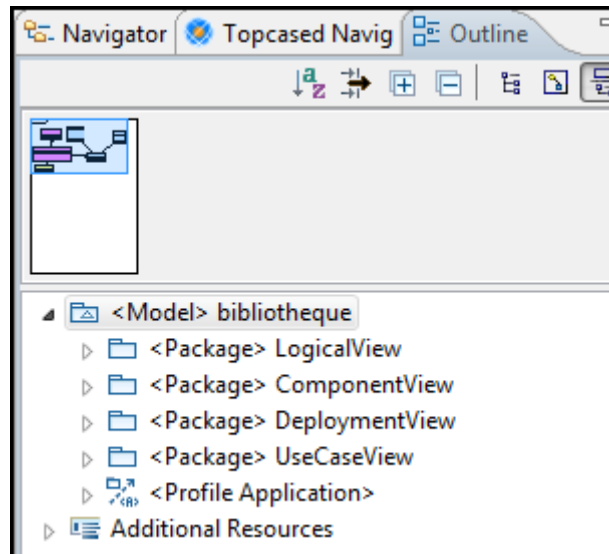 Navigator Topcased Navig Outline
<Model> bibliotheque
<Package> LogicalView
<Package> ComponentView
<Package> DeploymentView
<Package> UseCaseView
<Profile Application>
Additional Resources